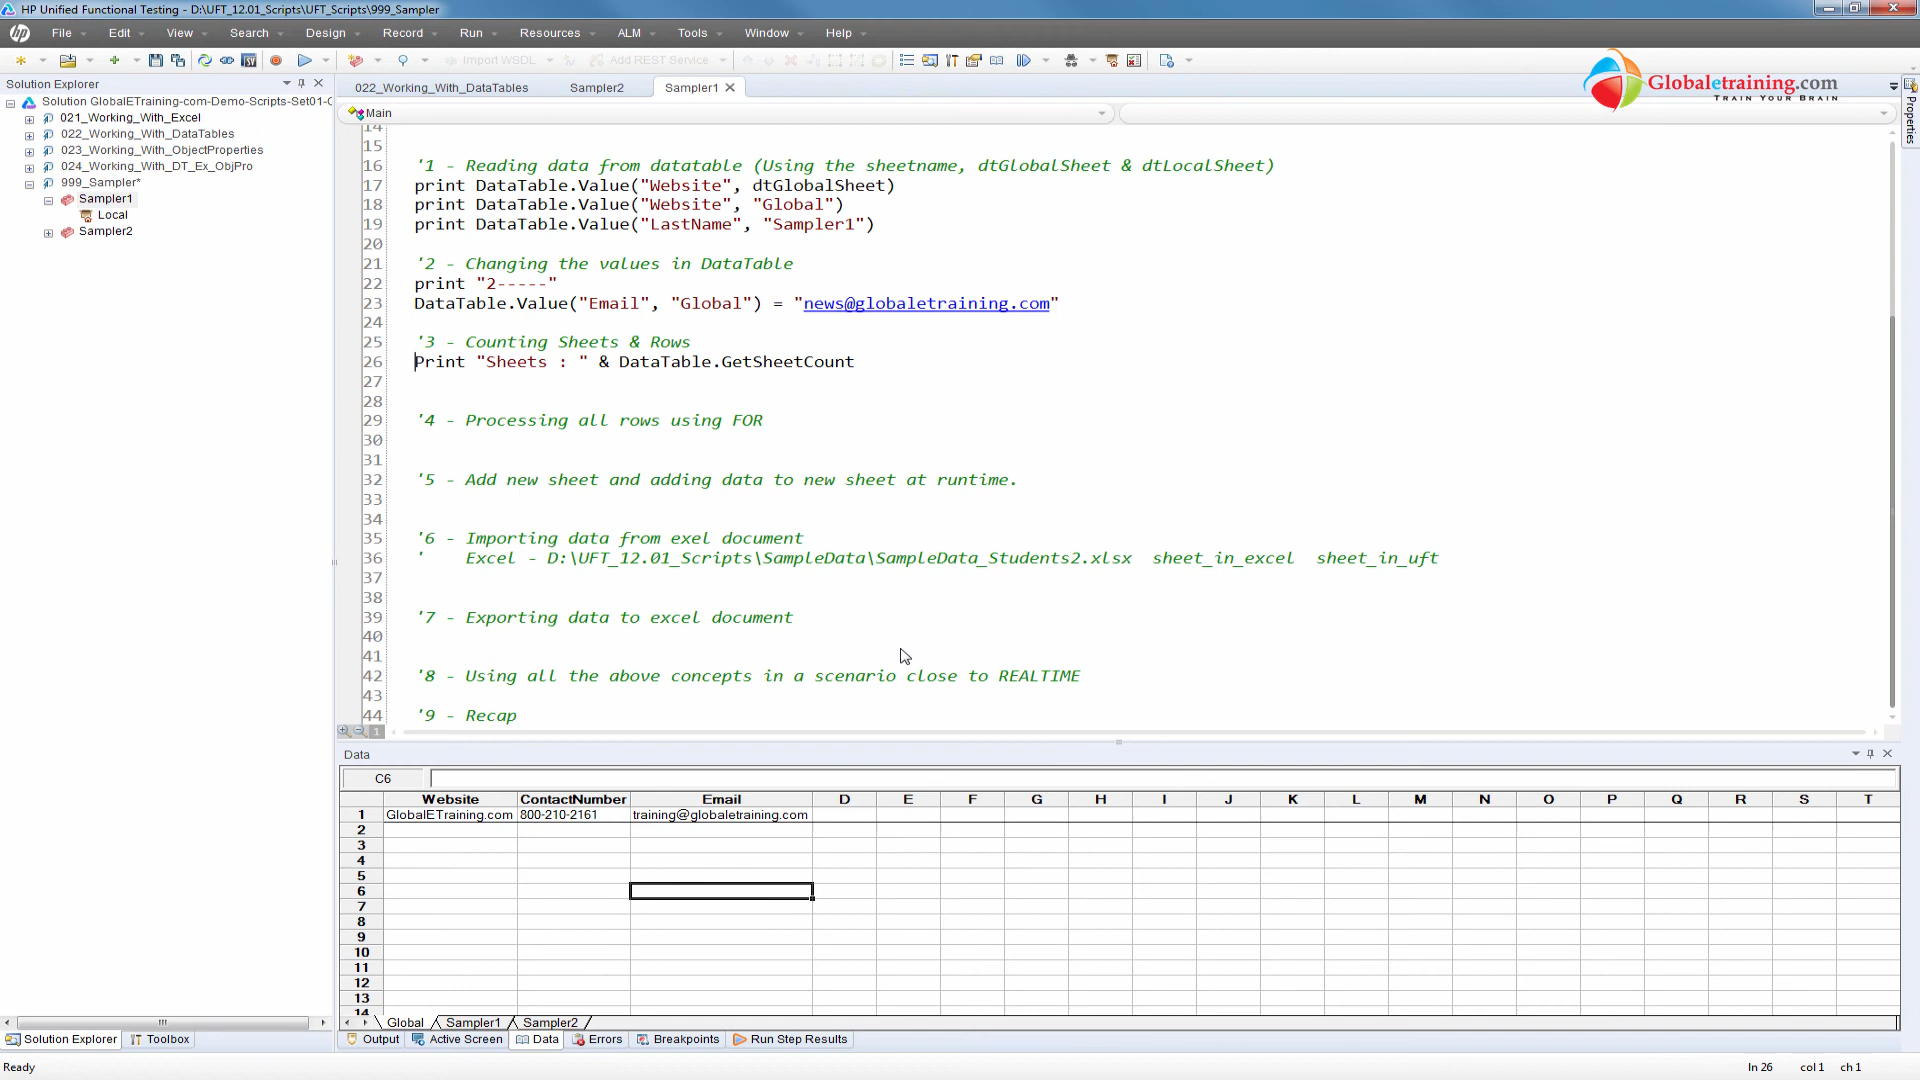 HP Unified Functional Testing - D:\UFT_12.01_Scripts\UFT_Scripts\999_Sampler
File Edit View Search Design Record Run Resources ALM Tools Window Help
Import WSDL Add REST Service
Globaletraining.com
TRAIN YOUR BRAIN
Solution Explorer
022_Working_With_DataTables Sampler2 Sampler1
Main
Properties
Solution GlobalETraining-com-Demo-Scripts-Set01-
021_Working_With_Excel
022_Working_With_DataTables
023_Working_With_ObjectProperties
024_Working_With_DT_Ex_ObjPro
999_Sampler*
Sampler1
Local
Sampler2
14
15
16 '1 - Reading data from datatable (Using the sheetname, dtGlobalSheet & dtLocalSheet)
17 print DataTable.Value("Website", dtGlobalSheet)
18 print DataTable.Value("Website", "Global")
19 print DataTable.Value("LastName", "Sampler1")
20
21 '2 - Changing the values in DataTable
22 print "2-----"
23 DataTable.Value("Email", "Global") = "news@globaletraining.com"
24
25 '3 - Counting Sheets & Rows
26 Print "Sheets : " & DataTable.GetSheetCount
27
28
29 '4 - Processing all rows using FOR
30
31
32 '5 - Add new sheet and adding data to new sheet at runtime.
33
34
35 '6 - Importing data from exel document
36 ' Excel - D:\UFT_12.01_Scripts\SampleData\SampleData_Students2.xlsx sheet_in_excel sheet_in_uft
37
38
39 '7 - Exporting data to excel document
40
41
42 '8 - Using all the above concepts in a scenario close to REALTIME
43
44 '9 - Recap
Data
C6
Website ContactNumber Email D E F G H I J K L M N O P Q R S T
1 GlobalETraining.com 800-210-2161 training@globaletraining.com
2
3
4
5
6
7
8
9
10
11
12
13
14
Global Sampler1 Sampler2
Solution Explorer Toolbox Output Active Screen Data Errors Breakpoints Run Step Results
Ready ln 26 col 1 ch 1